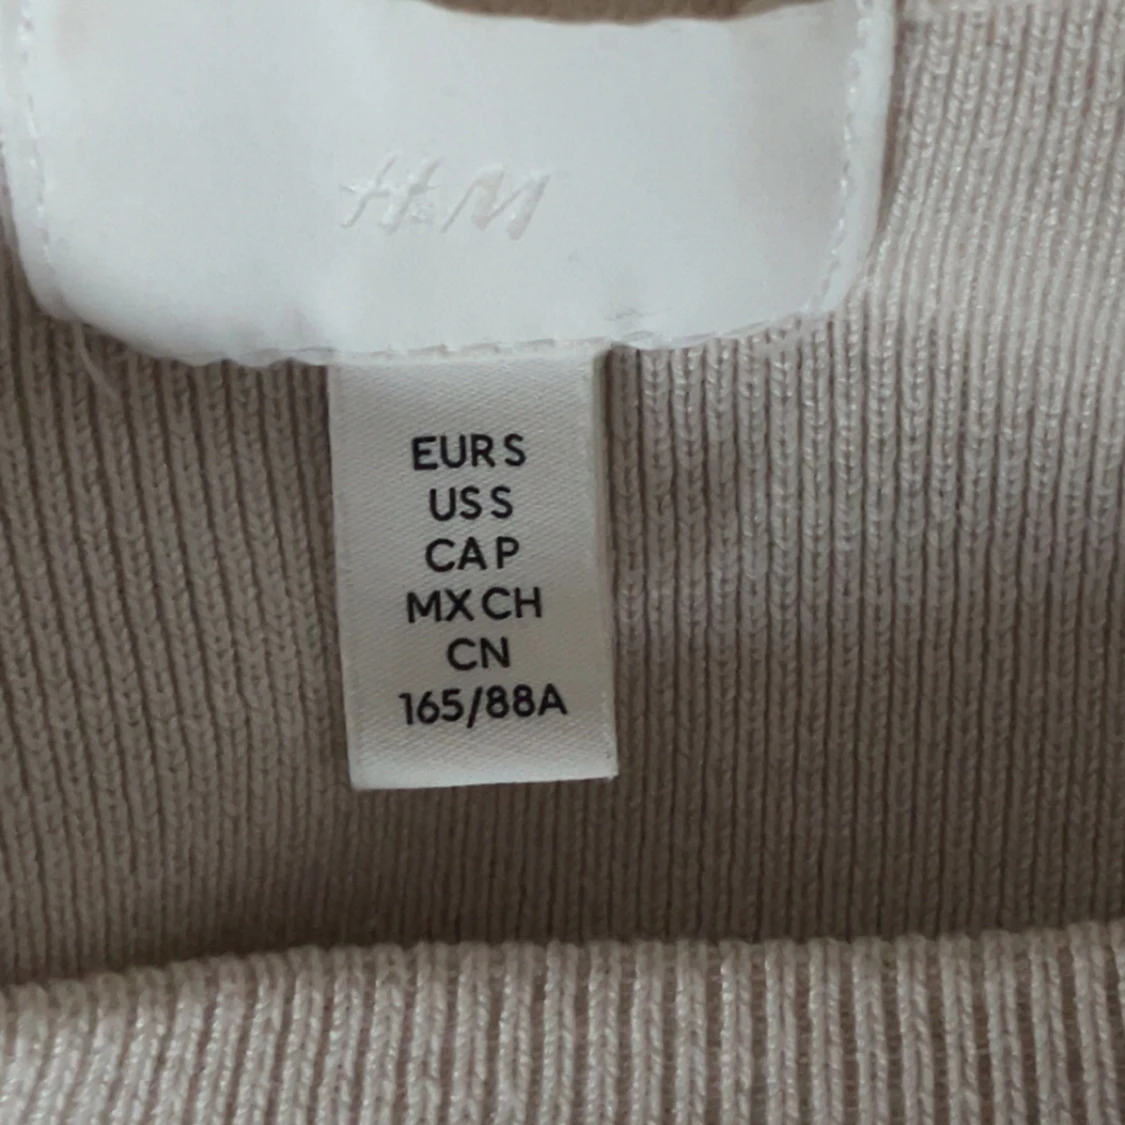 H&M
EUR S
US S
CA P
MX CH
CN
165/88A